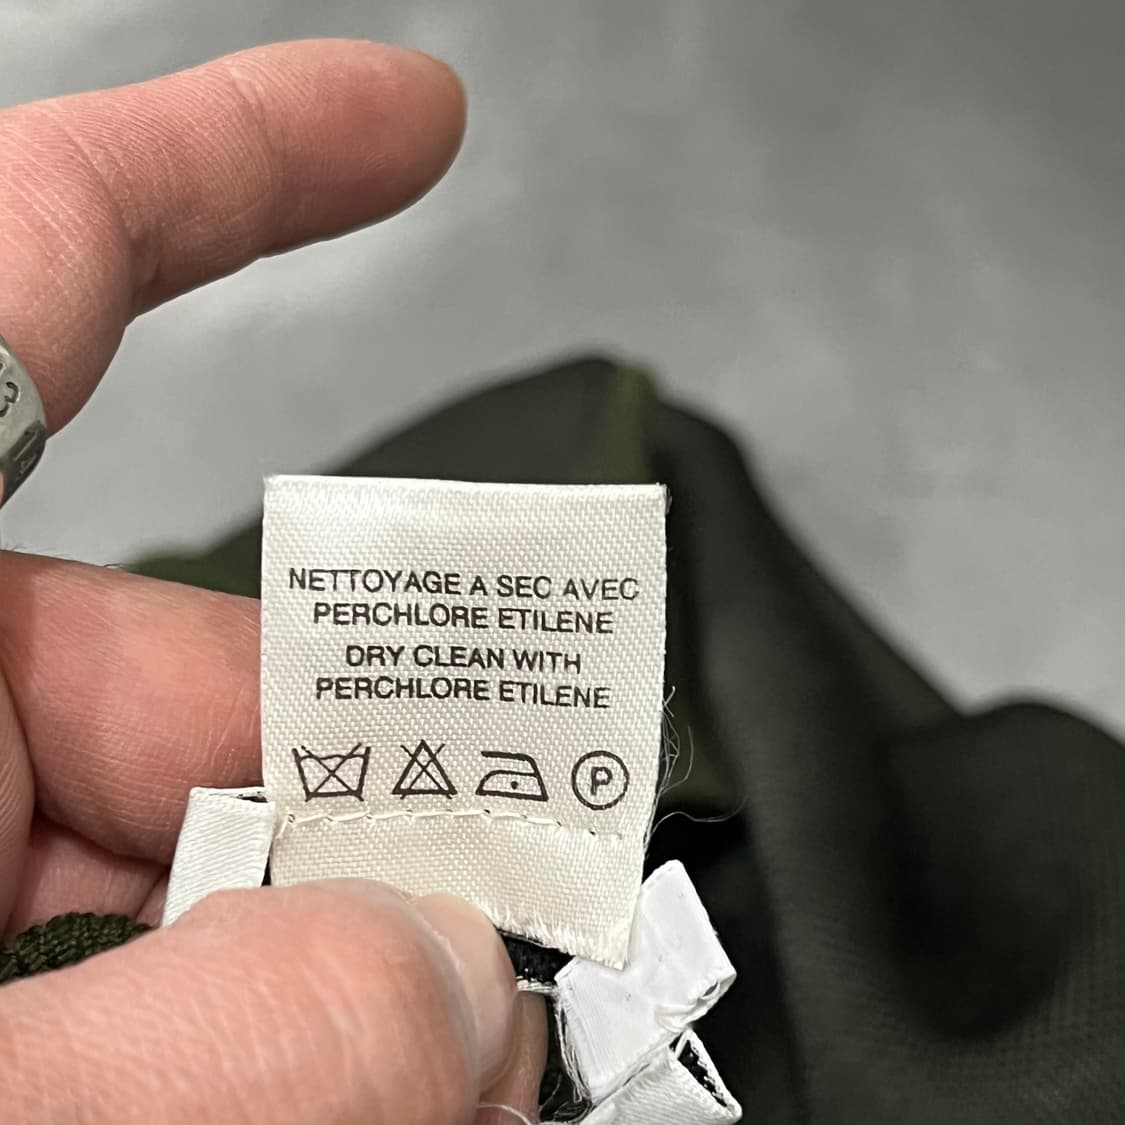 NETTOYAGE A SEC AVEC
PERCHLORE ETILENE
DRY CLEAN WITH
PERCHLORE ETILENE
P